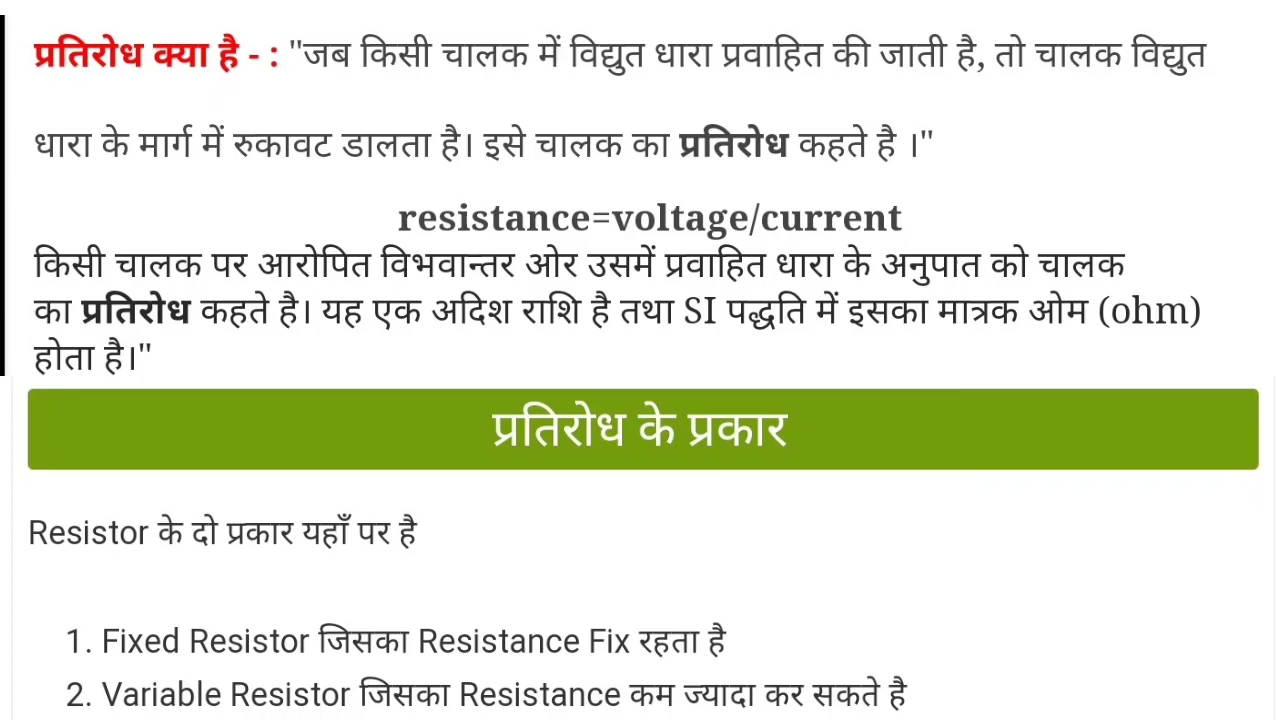 प्रतिरोध क्या है - : "जब किसी चालक में विद्युत धारा प्रवाहित की जाती है, तो चालक विद्युत
धारा के मार्ग में रुकावट डालता है। इसे चालक का प्रतिरोध कहते है ।"
resistance=voltage/current
किसी चालक पर आरोपित विभवान्तर ओर उसमें प्रवाहित धारा के अनुपात को चालक
का प्रतिरोध कहते है। यह एक अदिश राशि है तथा SI पद्धति में इसका मात्रक ओम (ohm)
होता है।"
प्रतिरोध के प्रकार
Resistor के दो प्रकार यहाँ पर है
1. Fixed Resistor जिसका Resistance Fix रहता है
2. Variable Resistor जिसका Resistance कम ज्यादा कर सकते है